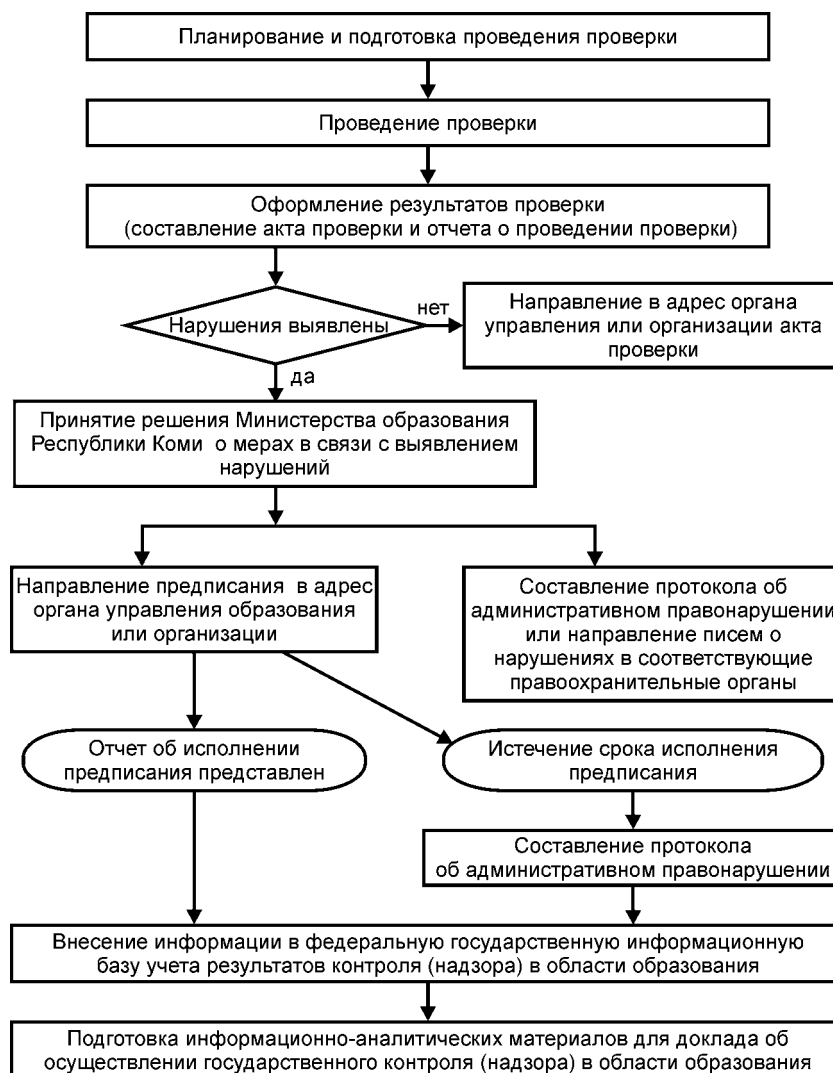 Планирование и подготовка проведения проверки
Проведение проверки
Оформление результатов проверки
(составление акта проверки и отчета о проведении проверки)
Нарушения выявлены
нет
Направление в адрес органа
управления или организации акта
проверки
да
Принятие решения Министерства образования
Республики Коми о мерах в связи с выявлением
нарушений
Направление предписания в адрес
органа управления образования
или организации
Составление протокола об
административном правонарушении
или направление писем о
нарушениях в соответствующие
правоохранительные органы
Отчет об исполнении
предписания представлен
Истечение срока исполнения
предписания
Составление протокола
об административном правонарушении
Внесение информации в федеральную государственную информационную
базу учета результатов контроля (надзора) в области образования
Подготовка информационно-аналитических материалов для доклада об
осуществлении государственного контроля (надзора) в области образования